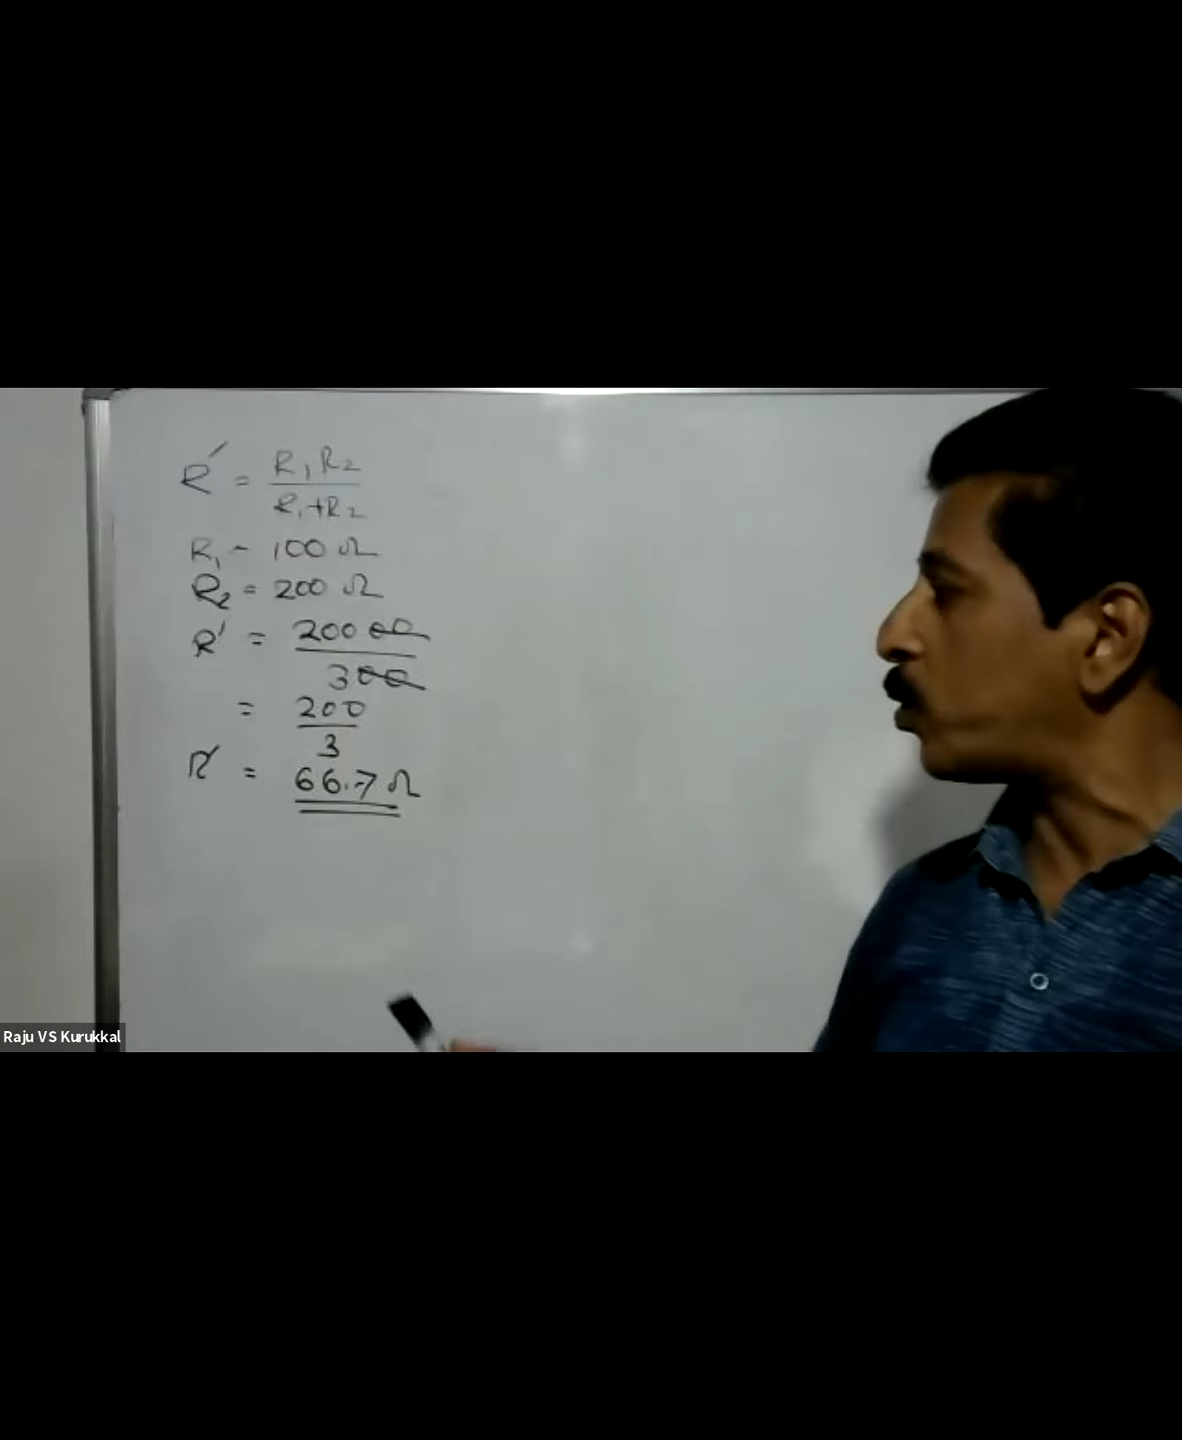 R′ = R₁R₂ / R₁+R₂
R₁ - 100 Ω
R₂ = 200 Ω
R′ = 20000 / 300
= 200 / 3
R′ = 66.7 Ω
Raju VS Kurukkal